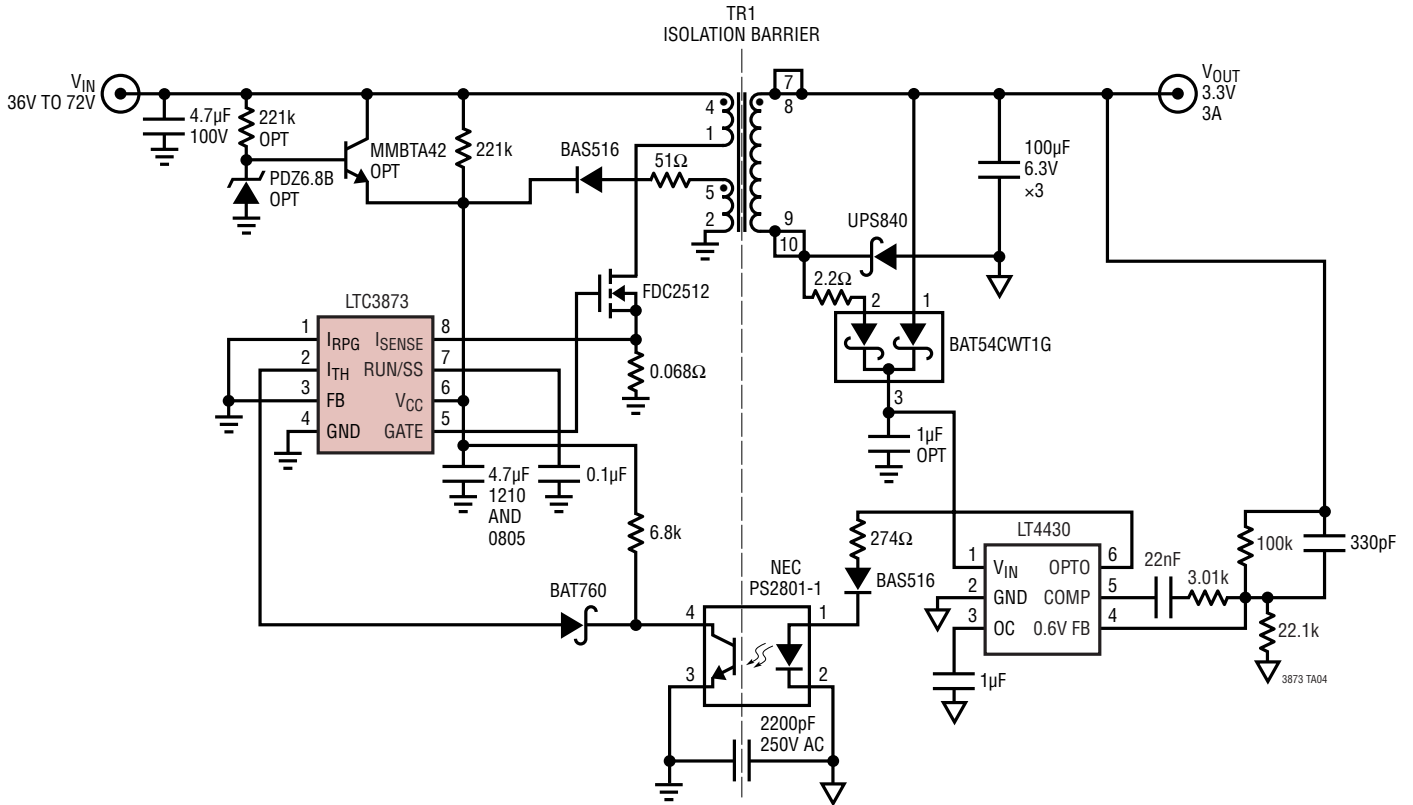 TR1
ISOLATION BARRIER
VIN
36V TO 72V
4.7µF
100V
221k
OPT
MMBTA42
OPT
PDZ6.8B
OPT
221k
BAS516
51Ω
4
1
5
2
7
8
9
10
VOUT
3.3V
3A
100µF
6.3V
×3
UPS840
2.2Ω
2
1
BAT54CWT1G
3
1µF
OPT
FDC2512
0.068Ω
LTC3873
1
IRPG
ISENSE
8
2
ITH
RUN/SS
7
3
FB
VCC
6
4
GND
GATE
5
4.7µF
1210
AND
0805
0.1µF
6.8k
BAT760
NEC
PS2801-1
4
3
1
2
2200pF
250V AC
274Ω
BAS516
LT4430
1
VIN
OPTO
6
2
GND
COMP
5
3
OC
0.6V FB
4
1µF
22nF
3.01k
100k
330pF
22.1k
3873 TA04